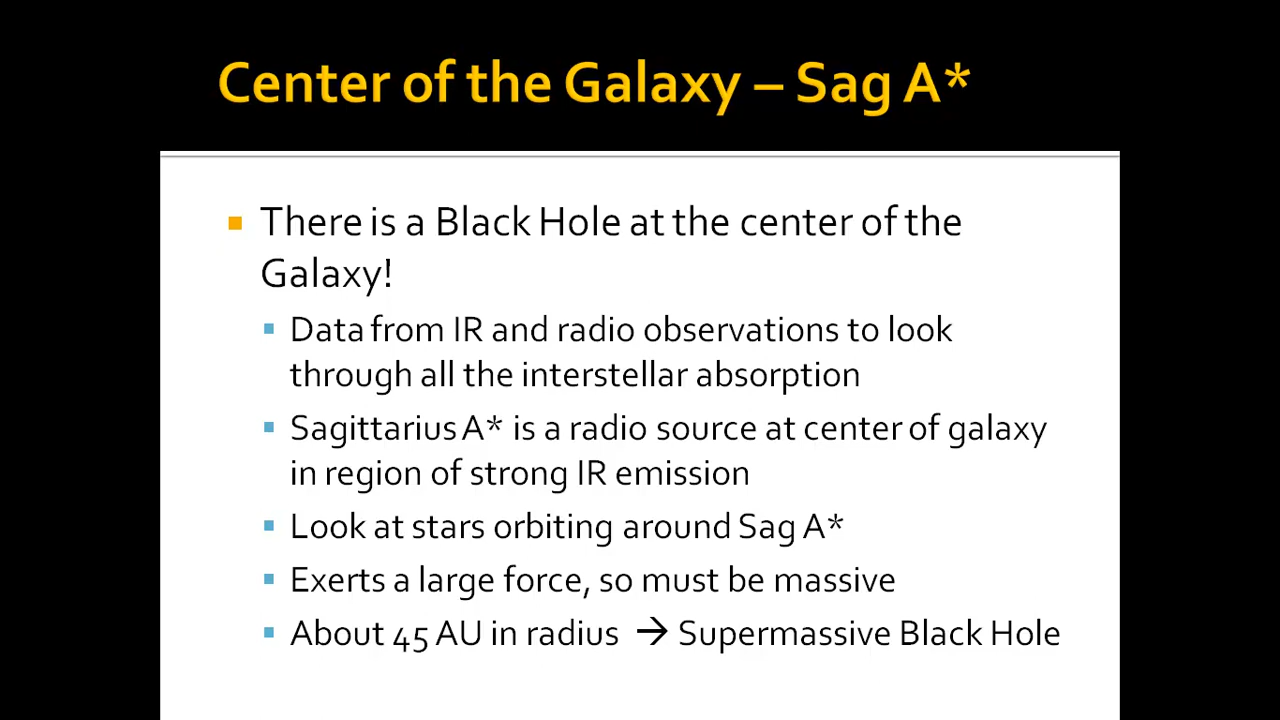 Center of the Galaxy – Sag A*
There is a Black Hole at the center of the
Galaxy!
Data from IR and radio observations to look
through all the interstellar absorption
Sagittarius A* is a radio source at center of galaxy
in region of strong IR emission
Look at stars orbiting around Sag A*
Exerts a large force, so must be massive
About 45 AU in radius → Supermassive Black Hole